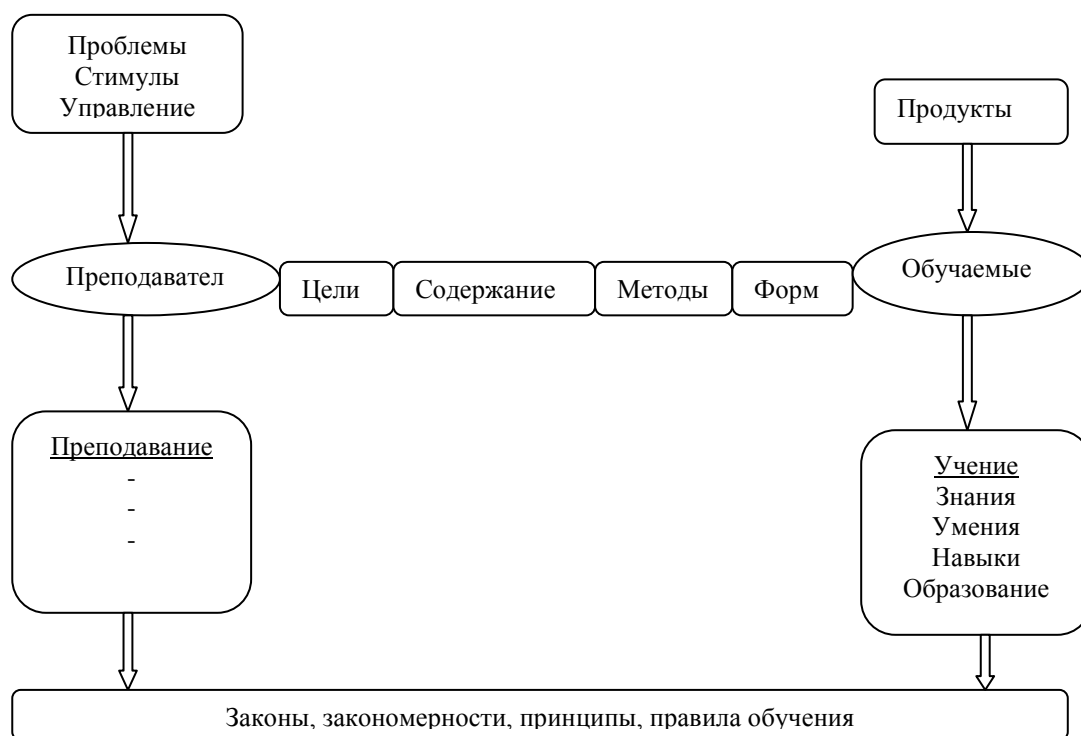 Проблемы
Стимулы
Управление
Продукты
Преподавател
Цели
Содержание
Методы
Форм
Обучаемые
Преподавание
-
-
-
Учение
Знания
Умения
Навыки
Образование
Законы, закономерности, принципы, правила обучения